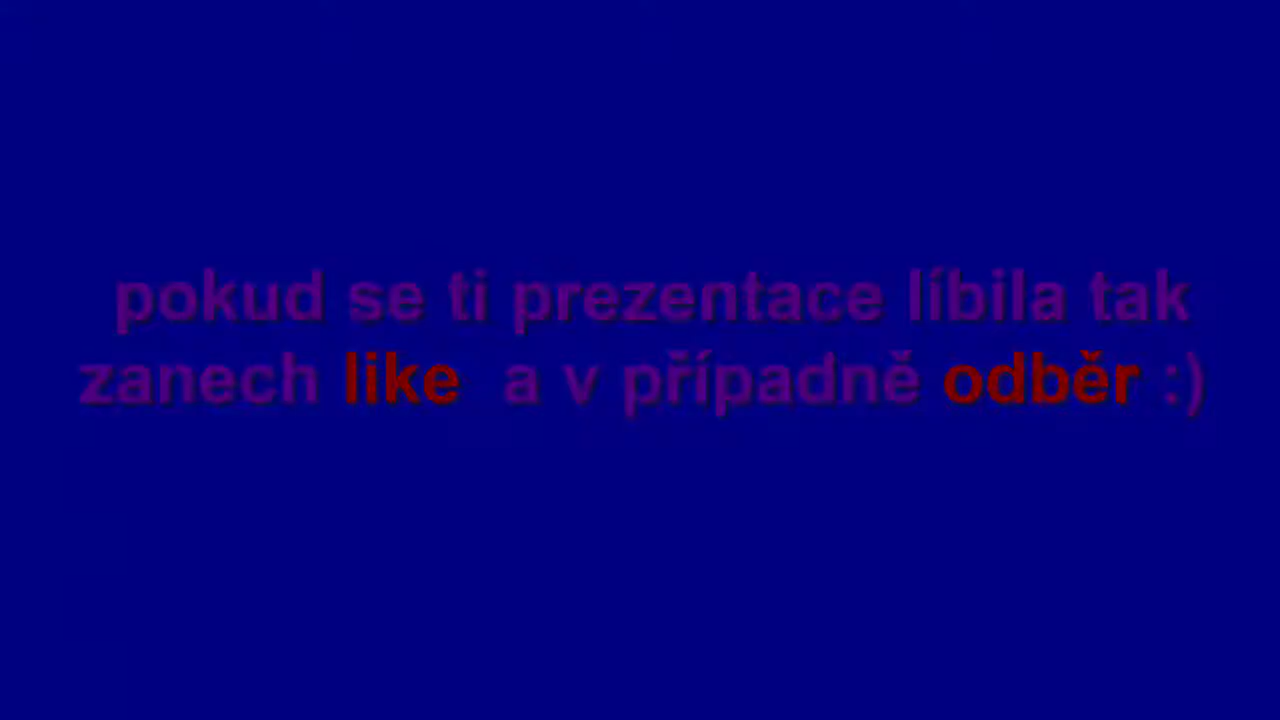 pokud se ti prezentace líbila tak
zanech like a v případně odběr :)